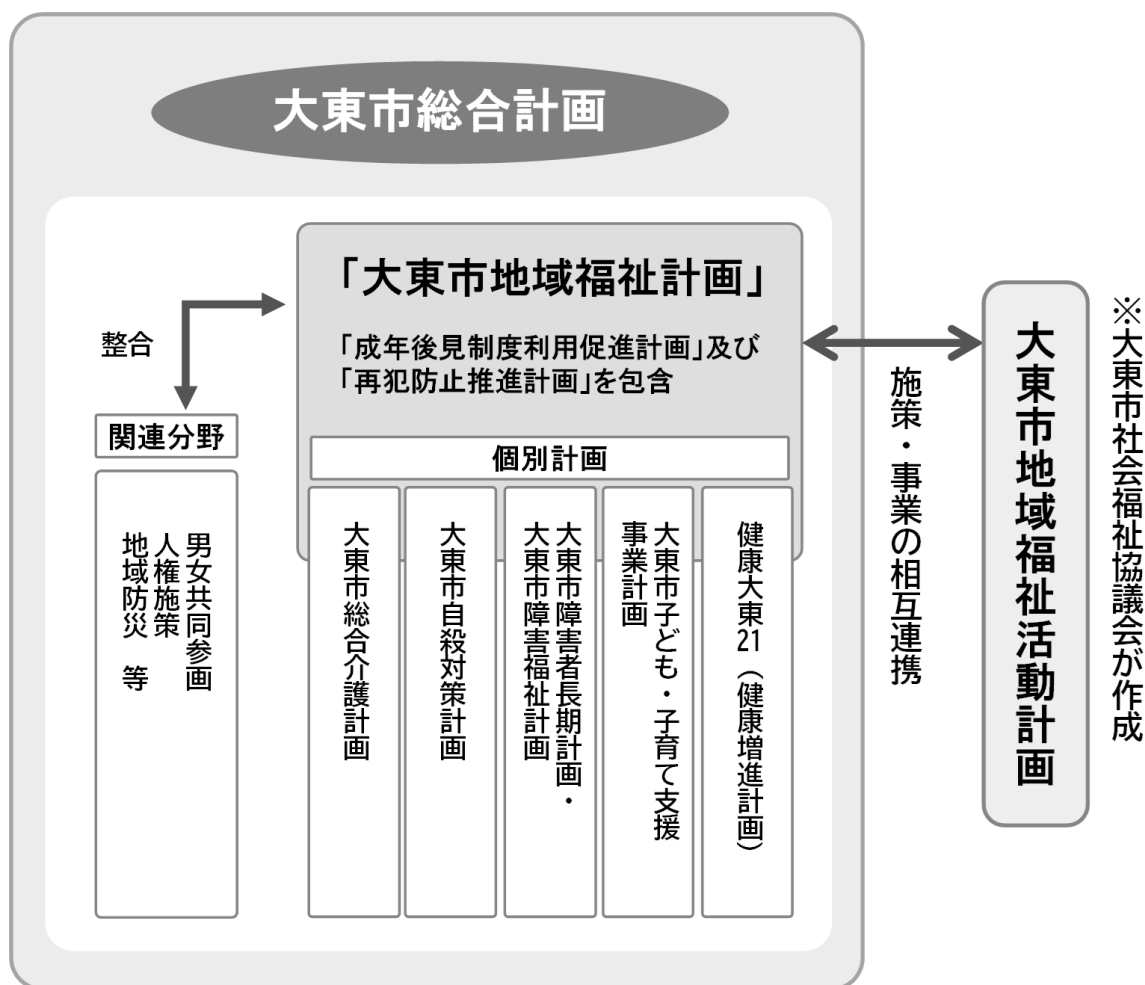 大東市総合計画
「大東市地域福祉計画」
「成年後見制度利用促進計画」及び
「再犯防止推進計画」を包含
整合
関連分野
男女共同参画
人権施策
地域防災　等
個別計画
健康大東21（健康増進計画）
大東市子ども・子育て支援
事業計画
大東市障害者長期計画・
大東市障害福祉計画
大東市自殺対策計画
大東市総合介護計画
施策・事業の相互連携
大東市地域福祉活動計画
※大東市社会福祉協議会が作成